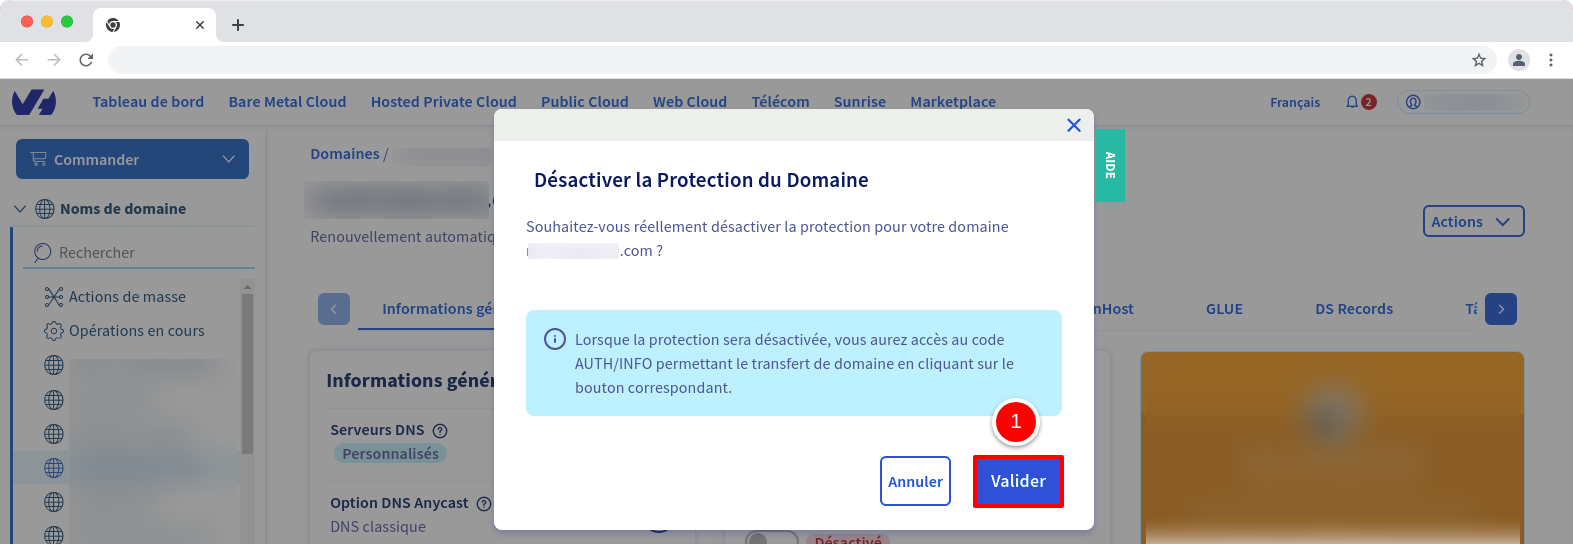 Tableau de bord Bare Metal Cloud Hosted Private Cloud Public Cloud Web Cloud Télécom Sunrise Marketplace Français 2
Commander
Noms de domaine
Rechercher
Actions de masse
Opérations en cours
Domaines /
Renouvellement automatiq
Actions
Informations gé
nHost
GLUE
DS Records
Informations génér
Serveurs DNS ?
Personnalisés
Option DNS Anycast ?
DNS classique
Désactivé
AIDE
Désactiver la Protection du Domaine
Souhaitez-vous réellement désactiver la protection pour votre domaine
.com ?
Lorsque la protection sera désactivée, vous aurez accès au code
AUTH/INFO permettant le transfert de domaine en cliquant sur le
bouton correspondant.
1
Annuler
Valider